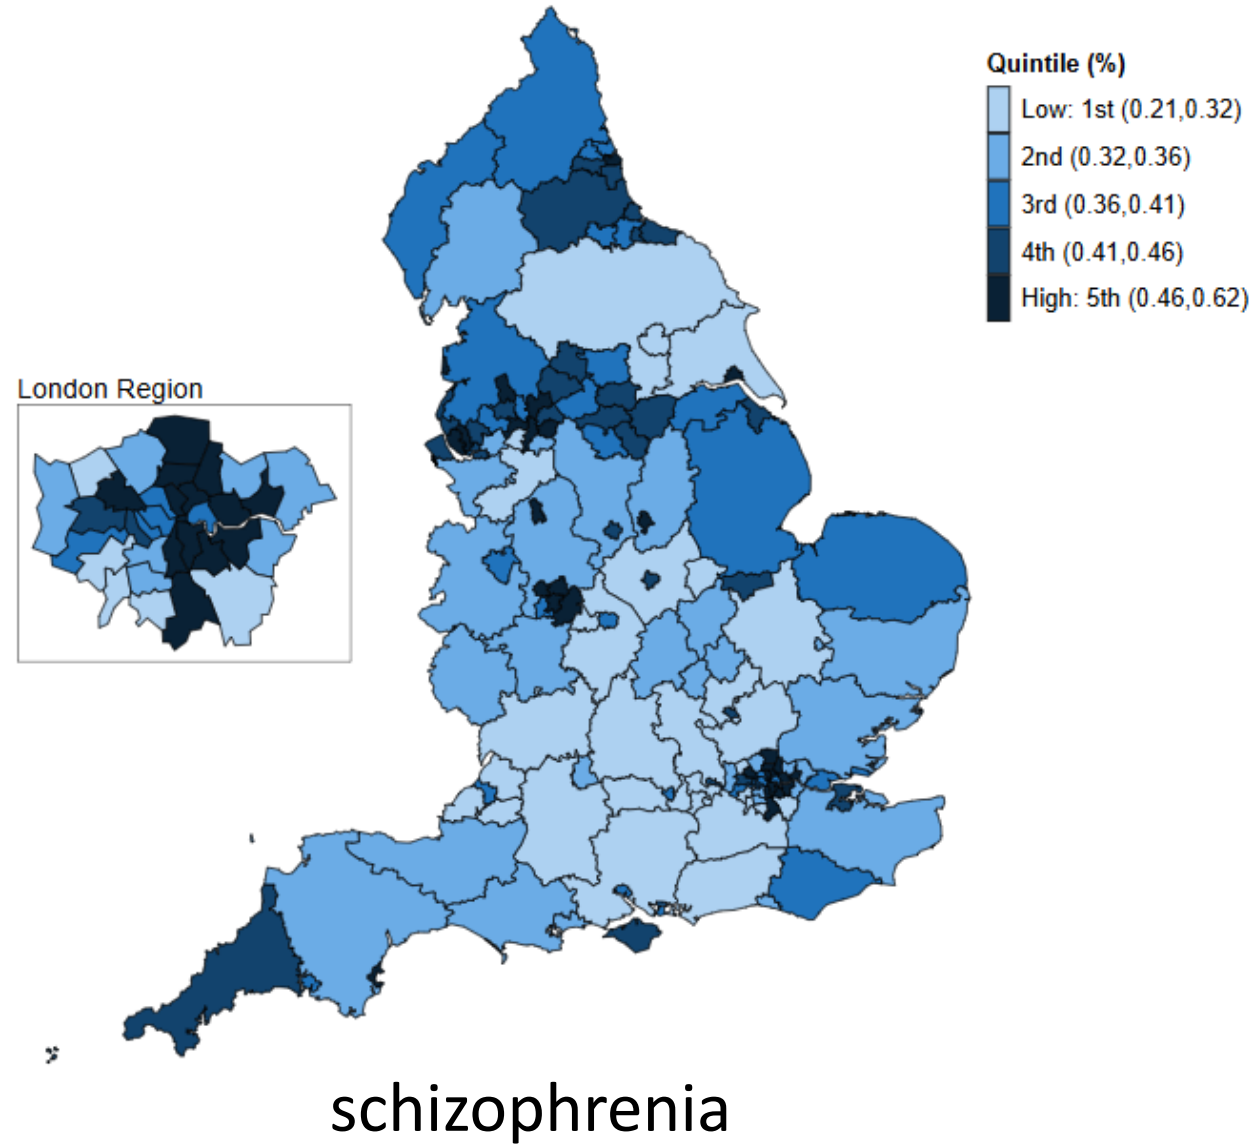 Quintile (%)
Low: 1st (0.21,0.32)
2nd (0.32,0.36)
3rd (0.36,0.41)
4th (0.41,0.46)
High: 5th (0.46,0.62)
London Region
schizophrenia